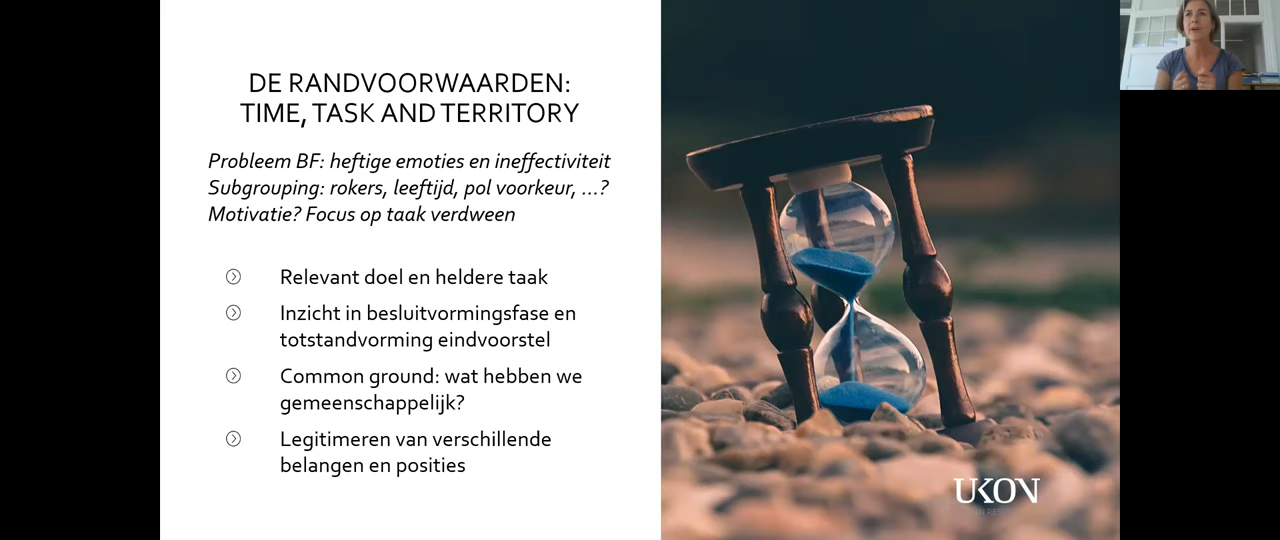 DE RANDVOORWAARDEN:
TIME, TASK AND TERRITORY
Probleem BF: heftige emoties en ineffectiviteit
Subgrouping: rokers, leeftijd, pol voorkeur, ...?
Motivatie? Focus op taak verdween
Relevant doel en heldere taak
Inzicht in besluitvormingsfase en
totstandvorming eindvoorstel
Common ground: wat hebben we
gemeenschappelijk?
Legitimeren van verschillende
belangen en posities
UKON